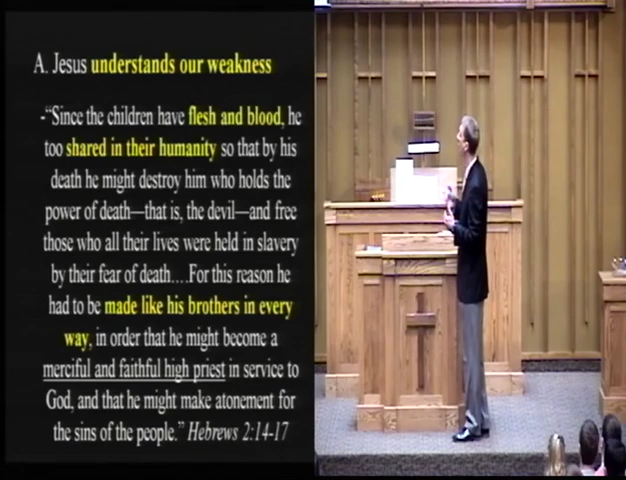 A. Jesus understands our weakness
-“Since the children have flesh and blood, he
too shared in their humanity so that by his
death he might destroy him who holds the
power of death—that is, the devil—and free
those who all their lives were held in slavery
by their fear of death....For this reason he
had to be made like his brothers in every
way, in order that he might become a
merciful and faithful high priest in service to
God, and that he might make atonement for
the sins of the people.” Hebrews 2:14-17